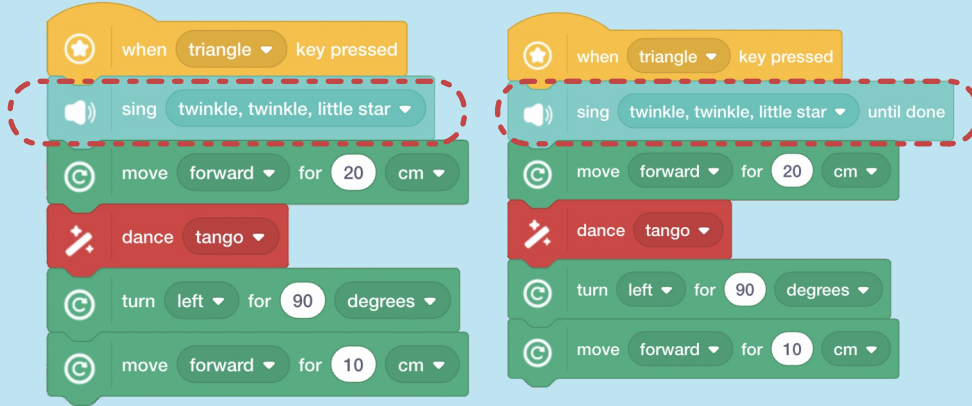 when triangle key pressed
sing twinkle, twinkle, little star
move forward for 20 cm
dance tango
turn left for 90 degrees
move forward for 10 cm
when triangle key pressed
sing twinkle, twinkle, little star until done
move forward for 20 cm
dance tango
turn left for 90 degrees
move forward for 10 cm